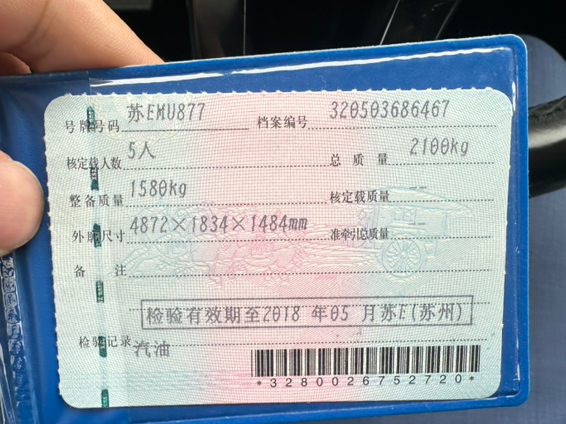 号牌号码 苏EMU877 档案编号 320503686467
核定载人数 5人 总质量 2100kg
整备质量 1580kg 核定载质量
外廓尺寸 4872×1834×1484mm 准牵引总质量
备注
检验有效期至2018 年05 月苏E(苏州)
检验记录 汽油
*3280026752720*